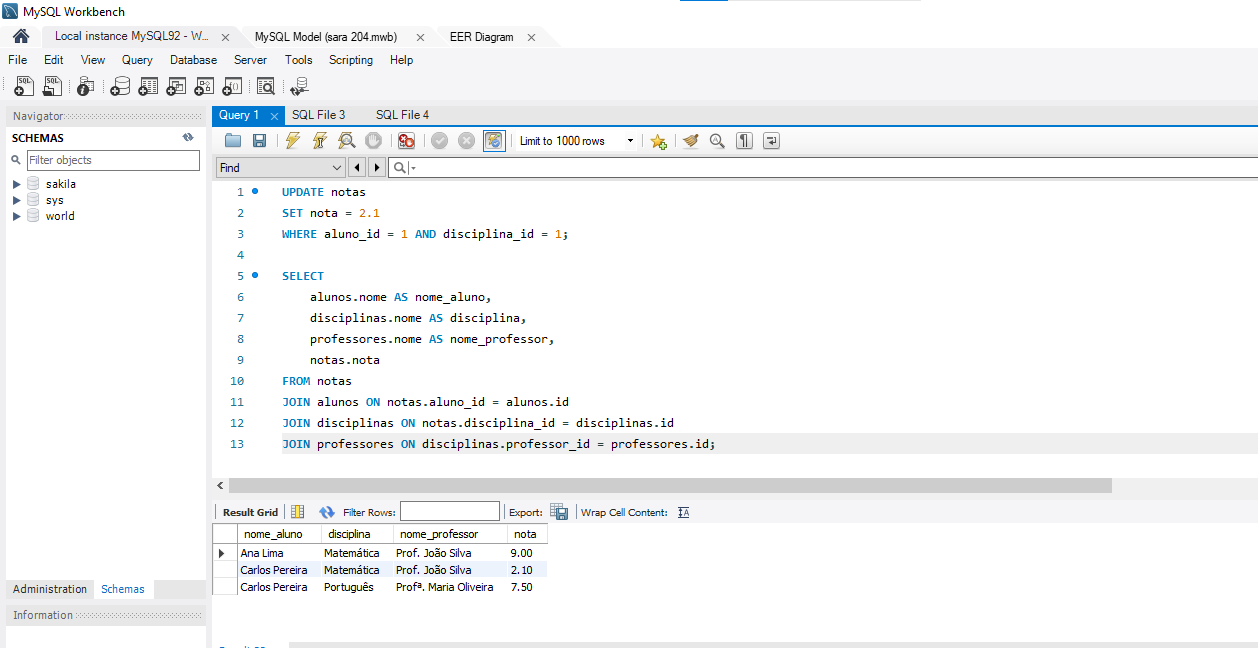 MySQL Workbench
Local instance MySQL92 - W... MySQL Model (sara 204.mwb) EER Diagram
File Edit View Query Database Server Tools Scripting Help
Navigator
SCHEMAS
Filter objects
sakila
sys
world
Administration Schemas
Information
Query 1 SQL File 3 SQL File 4
Limit to 1000 rows
Find
1 UPDATE notas
2 SET nota = 2.1
3 WHERE aluno_id = 1 AND disciplina_id = 1;
4
5 SELECT
6 alunos.nome AS nome_aluno,
7 disciplinas.nome AS disciplina,
8 professores.nome AS nome_professor,
9 notas.nota
10 FROM notas
11 JOIN alunos ON notas.aluno_id = alunos.id
12 JOIN disciplinas ON notas.disciplina_id = disciplinas.id
13 JOIN professores ON disciplinas.professor_id = professores.id;
Result Grid Filter Rows: Export: Wrap Cell Content:
nome_aluno disciplina nome_professor nota
Ana Lima Matemática Prof. João Silva 9.00
Carlos Pereira Matemática Prof. João Silva 2.10
Carlos Pereira Português Profª. Maria Oliveira 7.50